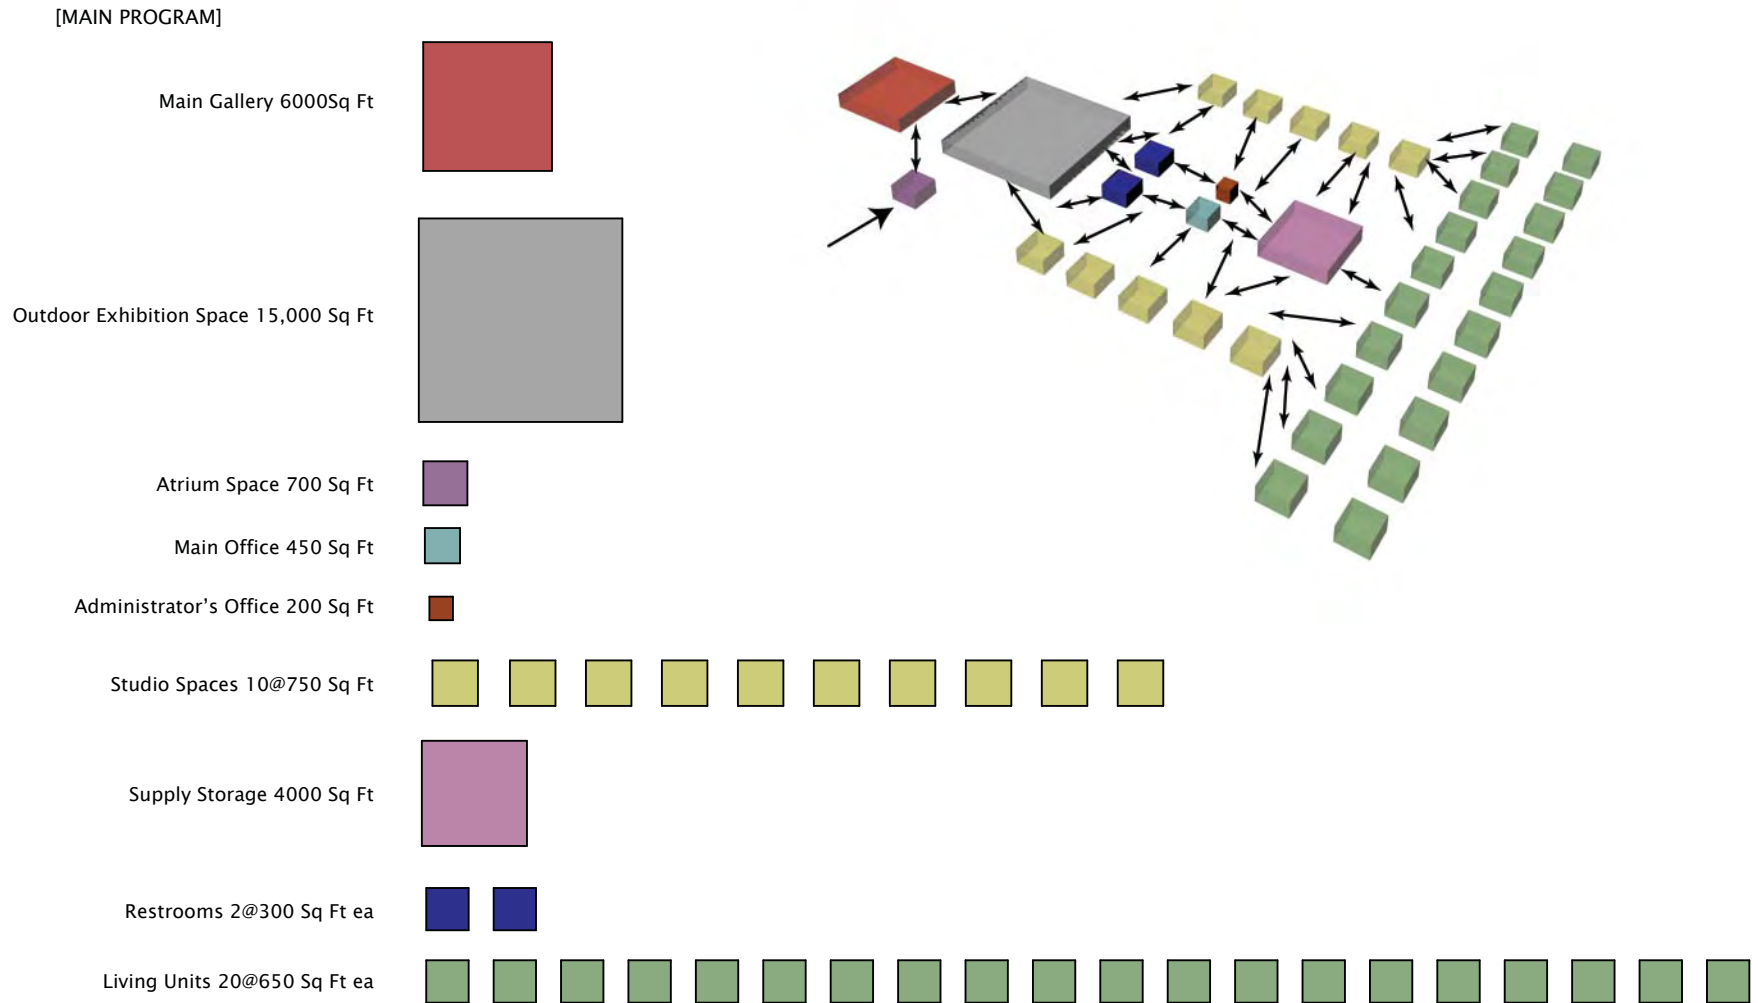 [MAIN PROGRAM]
Main Gallery 6000Sq Ft
Outdoor Exhibition Space 15,000 Sq Ft
Atrium Space 700 Sq Ft
Main Office 450 Sq Ft
Administrator’s Office 200 Sq Ft
Studio Spaces 10@750 Sq Ft
Supply Storage 4000 Sq Ft
Restrooms 2@300 Sq Ft ea
Living Units 20@650 Sq Ft ea